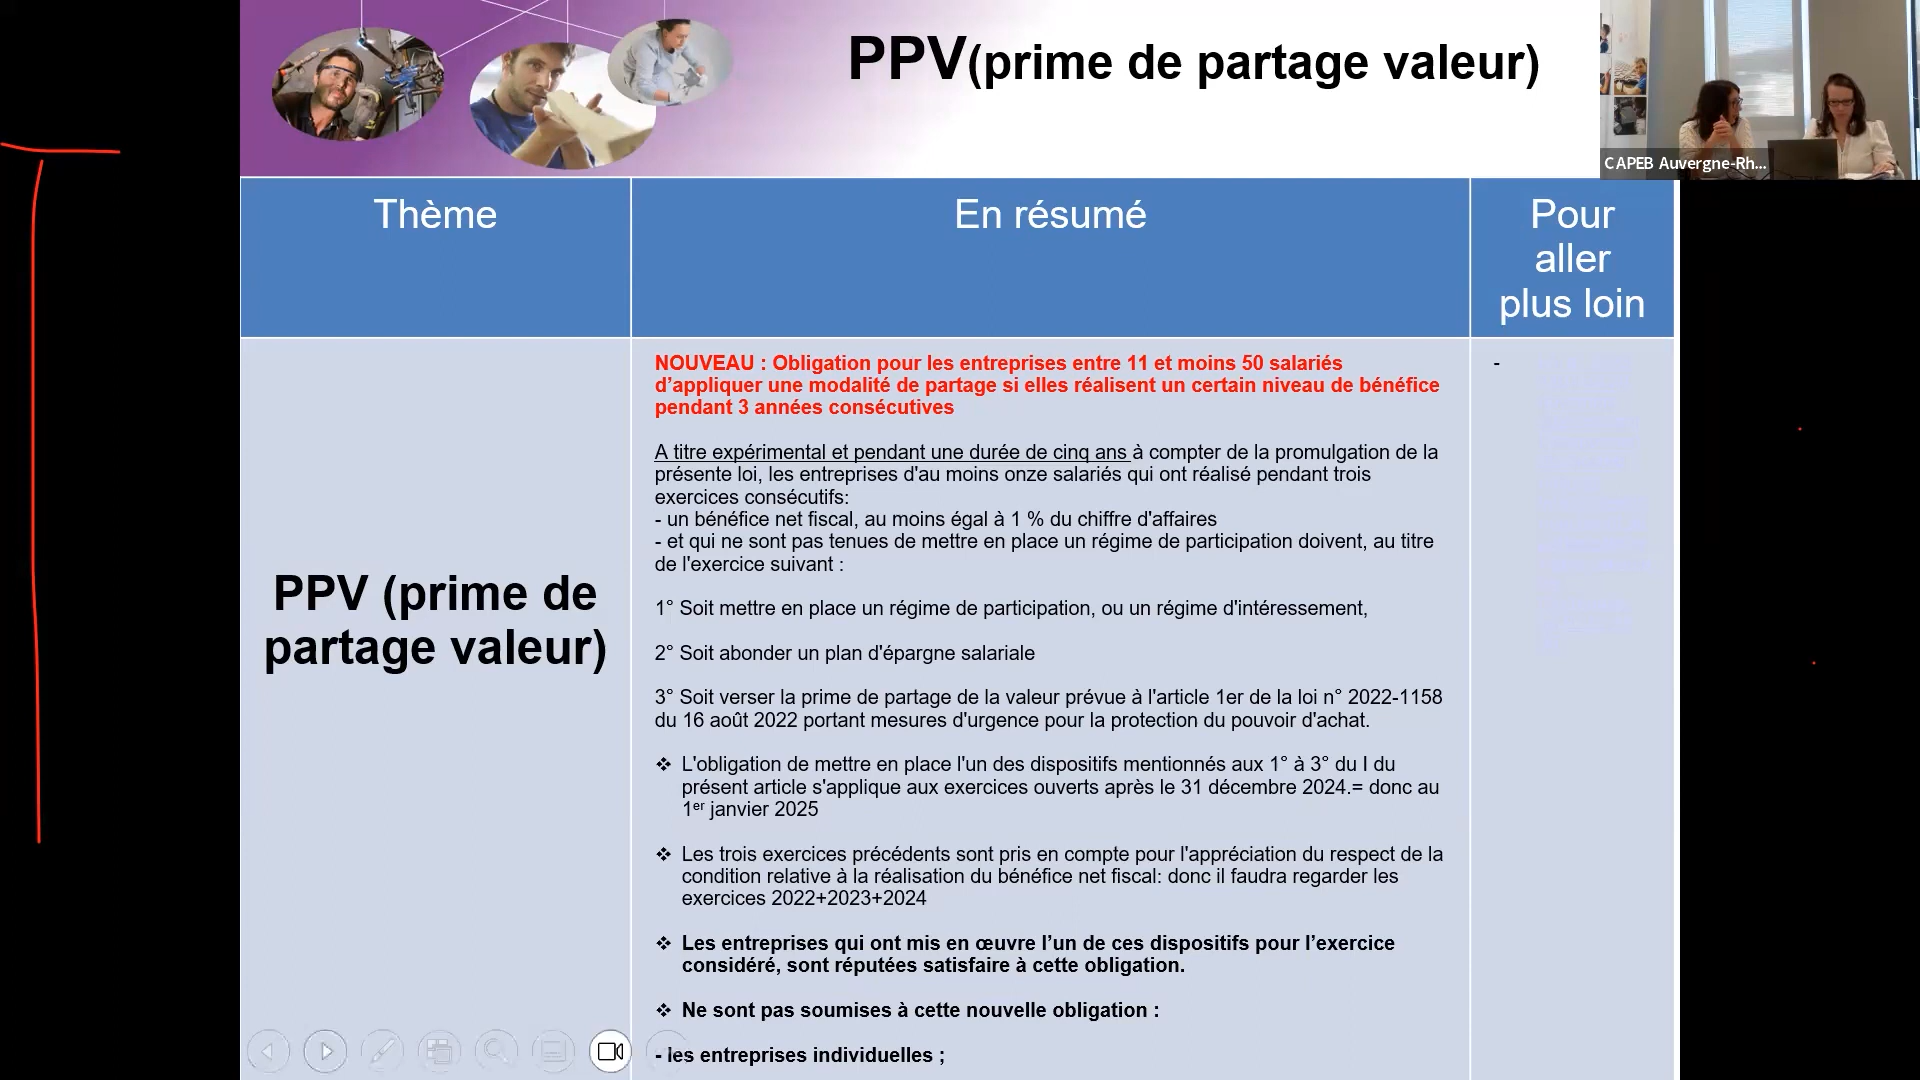 PPV(prime de partage valeur)
CAPEB Auvergne-Rh...
Thème
En résumé
Pour
aller
plus loin
PPV (prime de
partage valeur)
NOUVEAU : Obligation pour les entreprises entre 11 et moins 50 salariés
d’appliquer une modalité de partage si elles réalisent un certain niveau de bénéfice
pendant 3 années consécutives
A titre expérimental et pendant une durée de cinq ans à compter de la promulgation de la
présente loi, les entreprises d'au moins onze salariés qui ont réalisé pendant trois
exercices consécutifs:
- un bénéfice net fiscal, au moins égal à 1 % du chiffre d'affaires
- et qui ne sont pas tenues de mettre en place un régime de participation doivent, au titre
de l'exercice suivant :
1° Soit mettre en place un régime de participation, ou un régime d'intéressement,
2° Soit abonder un plan d'épargne salariale
3° Soit verser la prime de partage de la valeur prévue à l'article 1er de la loi n° 2022-1158
du 16 août 2022 portant mesures d'urgence pour la protection du pouvoir d'achat.
❖ L'obligation de mettre en place l'un des dispositifs mentionnés aux 1° à 3° du I du
présent article s'applique aux exercices ouverts après le 31 décembre 2024.= donc au
1er janvier 2025
❖ Les trois exercices précédents sont pris en compte pour l'appréciation du respect de la
condition relative à la réalisation du bénéfice net fiscal: donc il faudra regarder les
exercices 2022+2023+2024
❖ Les entreprises qui ont mis en œuvre l’un de ces dispositifs pour l’exercice
considéré, sont réputées satisfaire à cette obligation.
❖ Ne sont pas soumises à cette nouvelle obligation :
- les entreprises individuelles ;
-